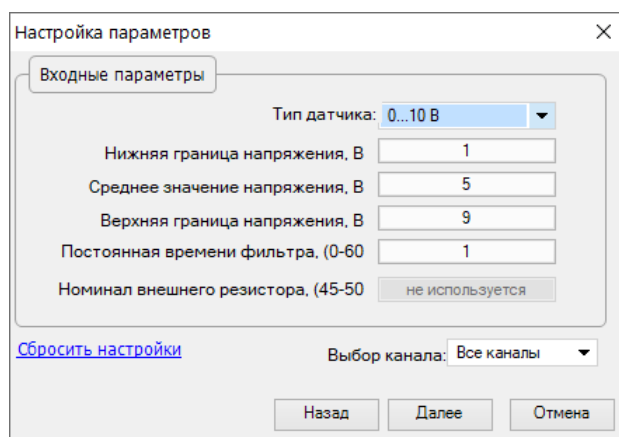 Настройка параметров
Входные параметры
Тип датчика: 0...10 В
Нижняя граница напряжения, В 1
Среднее значение напряжения, В 5
Верхняя граница напряжения, В 9
Постоянная времени фильтра, (0-60 1
Номинал внешнего резистора, (45-50 не используется
Сбросить настройки Выбор канала: Все каналы
Назад Далее Отмена